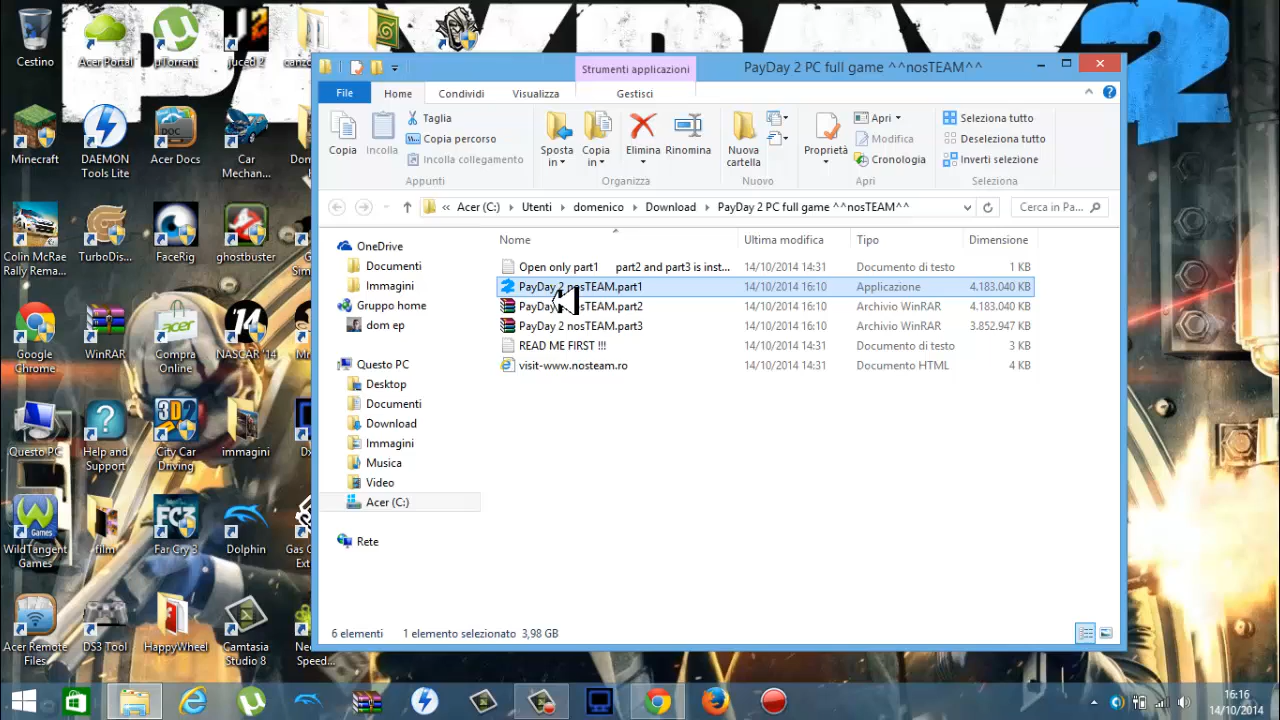 Cestino
Acer Portal
µTorrent
juced 2
canzo
PayDay 2 PC full game ^^nosTEAM^^
Strumenti applicazioni
File
Home
Condividi
Visualizza
Gestisci
Copia
Incolla
Taglia
Copia percorso
Incolla collegamento
Appunti
Sposta in
Copia in
Elimina
Rinomina
Organizza
Nuova cartella
Nuovo
Proprietà
Apri
Modifica
Cronologia
Apri
Seleziona tutto
Deseleziona tutto
Inverti selezione
Seleziona
« Acer (C:) Utenti domenico Download PayDay 2 PC full game ^^nosTEAM^^
Cerca in Pa...
Nome Ultima modifica Tipo Dimensione
Open only part1 part2 and part3 is inst... 14/10/2014 14:31 Documento di testo 1 KB
PayDay 2 nosTEAM.part1 14/10/2014 16:10 Applicazione 4.183.040 KB
PayDay nosTEAM.part2 14/10/2014 16:10 Archivio WinRAR 4.183.040 KB
PayDay 2 nosTEAM.part3 14/10/2014 16:10 Archivio WinRAR 3.852.947 KB
READ ME FIRST !!! 14/10/2014 14:31 Documento di testo 3 KB
visit-www.nosteam.ro 14/10/2014 14:31 Documento HTML 4 KB
OneDrive
Documenti
Immagini
Gruppo home
dom ep
Questo PC
Desktop
Documenti
Download
Immagini
Musica
Video
Acer (C:)
Rete
6 elementi 1 elemento selezionato 3,98 GB
Minecraft
DAEMON Tools Lite
Acer Docs
Car Mechan...
Colin McRae Rally Rema...
TurboDis...
FaceRig
ghostbuster
Google Chrome
WinRAR
Compra Online
NASCAR '14
Questo PC
Help and Support
City Car Driving
immagini
WildTangent Games
film
Far Cry 3
Dolphin
Acer Remote Files
DS3 Tool
HappyWheel
Camtasia Studio 8
16:16
14/10/2014